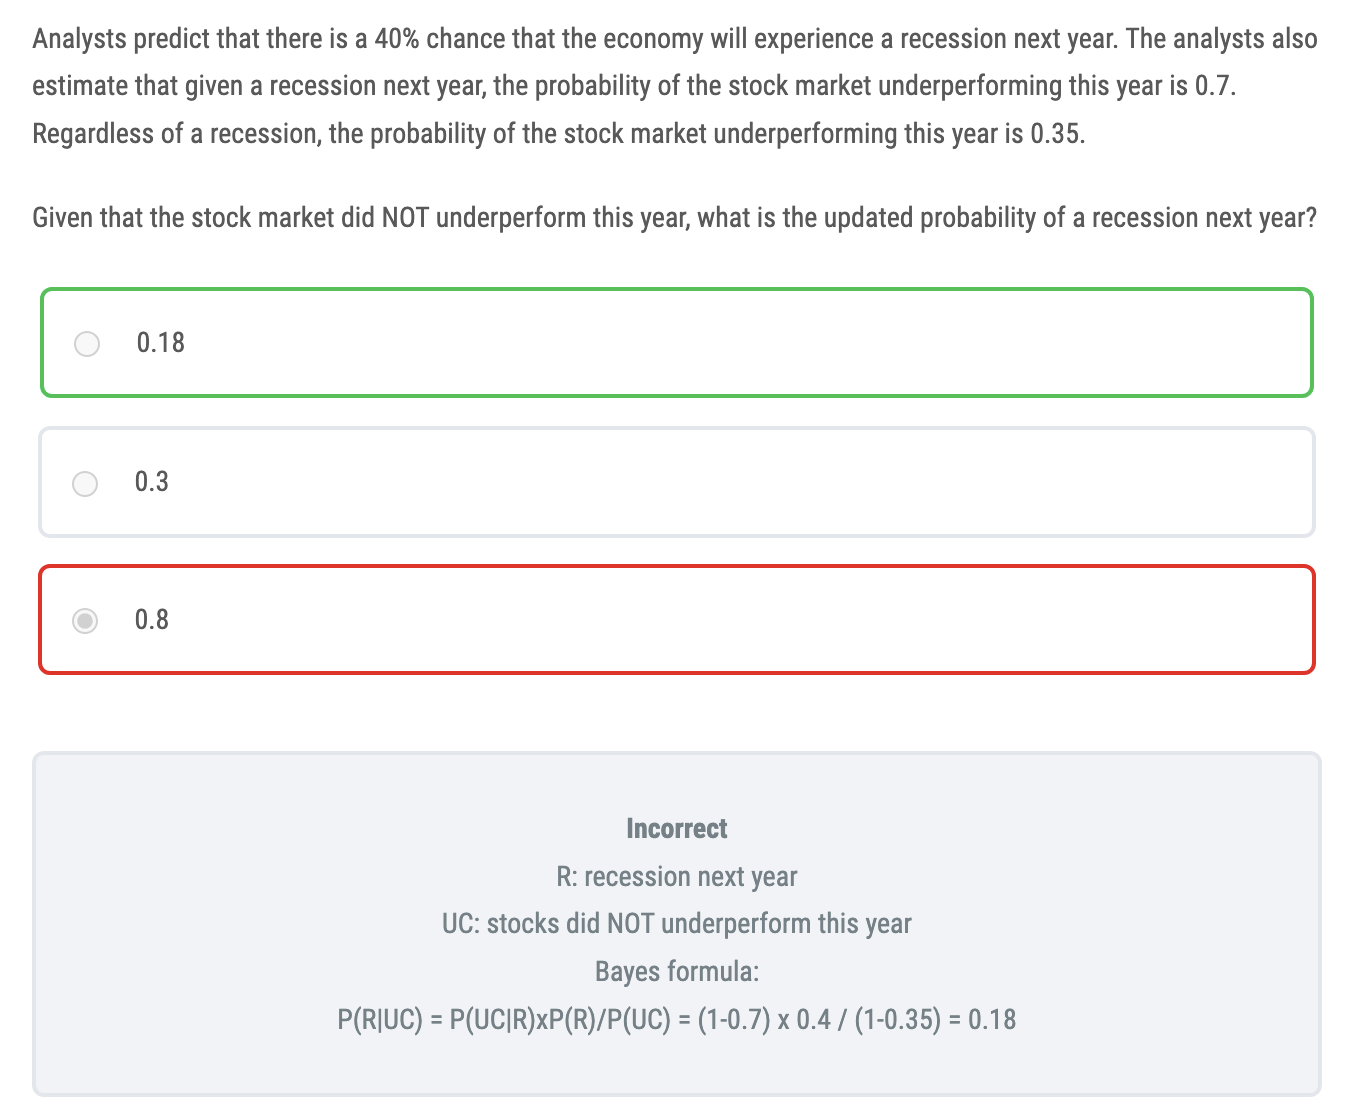 Analysts predict that there is a 40% chance that the economy will experience a recession next year. The analysts also
estimate that given a recession next year, the probability of the stock market underperforming this year is 0.7.
Regardless of a recession, the probability of the stock market underperforming this year is 0.35.
Given that the stock market did NOT underperform this year, what is the updated probability of a recession next year?
0.18
0.3
0.8
Incorrect
R: recession next year
UC: stocks did NOT underperform this year
Bayes formula:
P(R|UC) = P(UC|R)xP(R)/P(UC) = (1-0.7) x 0.4 / (1-0.35) = 0.18